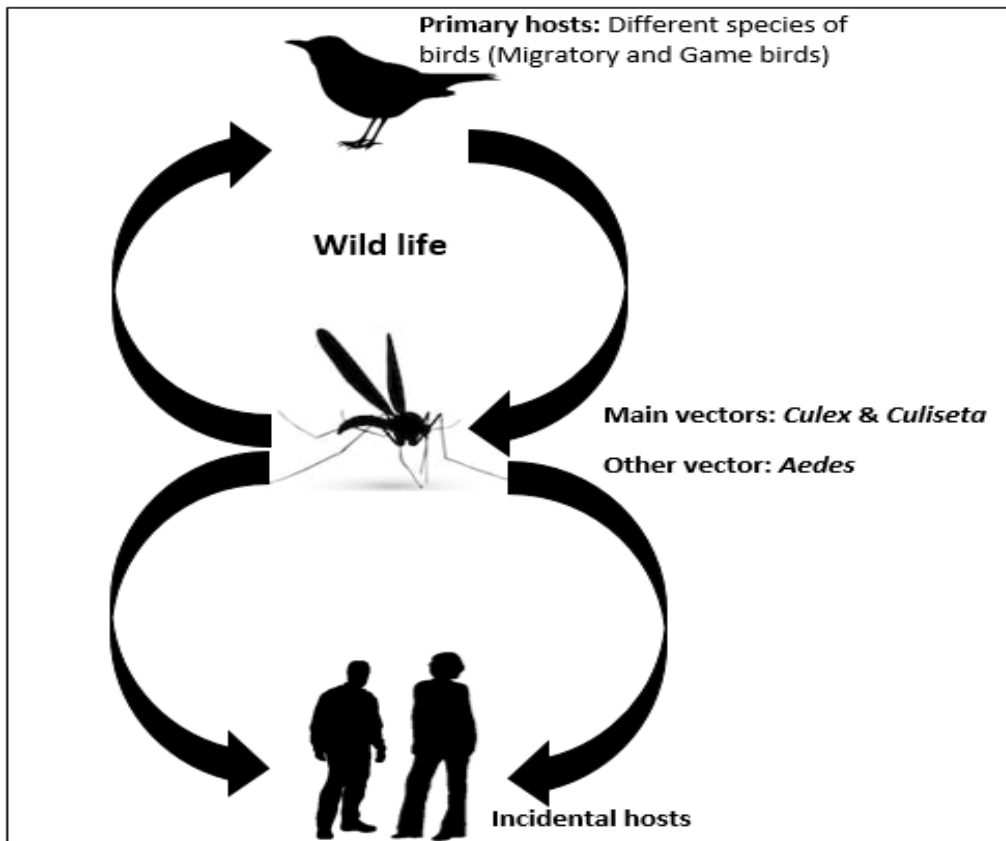 Primary hosts: Different species of
birds (Migratory and Game birds)
Wild life
Main vectors: Culex & Culiseta
Other vector: Aedes
Incidental hosts